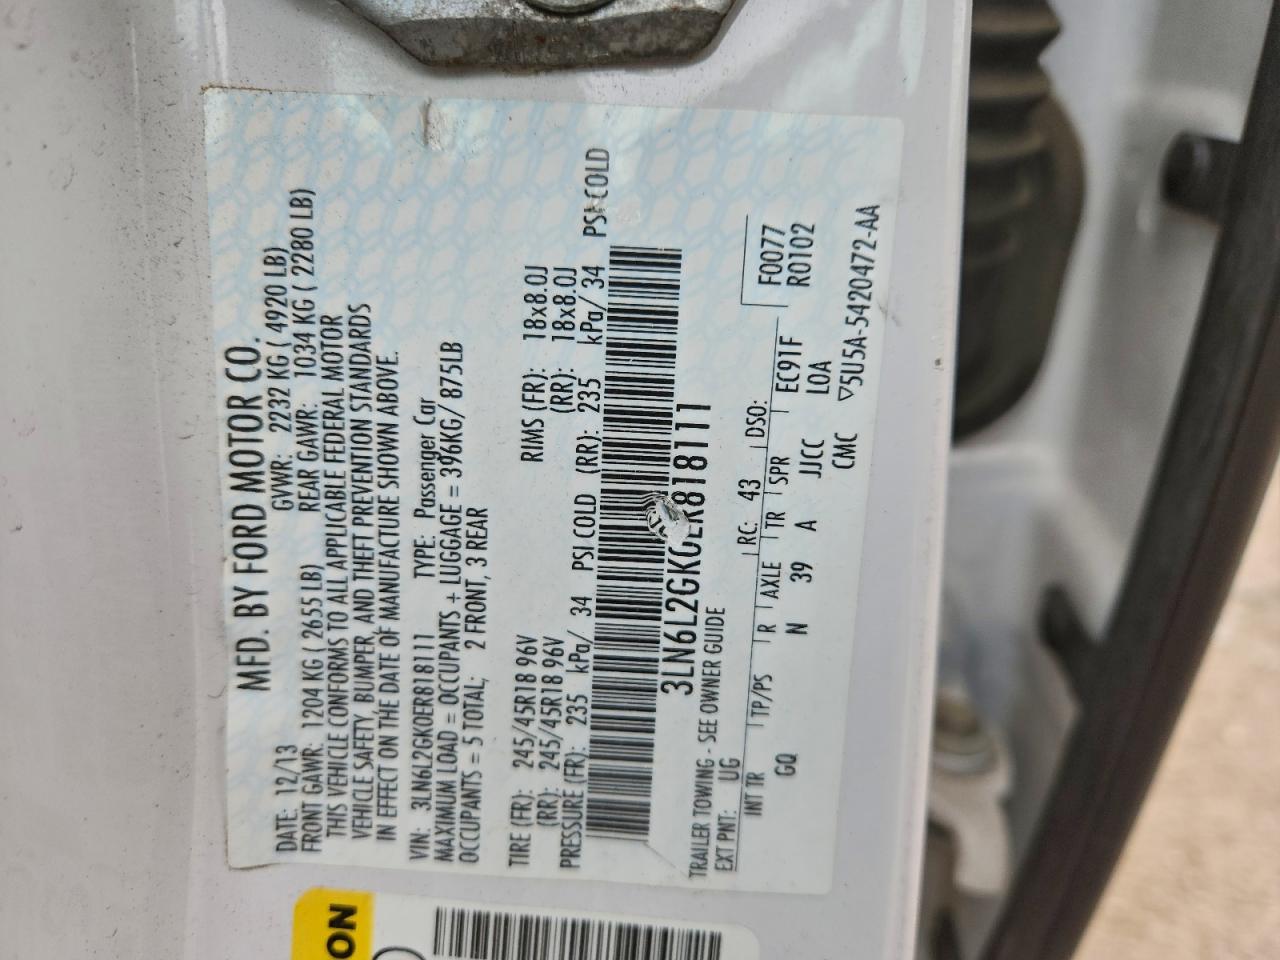 MFD. BY FORD MOTOR CO.
DATE: 12/13 GVWR: 2232 KG ( 4920 LB)
FRONT GAWR: 1204 KG ( 2655 LB) REAR GAWR: 1034 KG ( 2280 LB)
THIS VEHICLE CONFORMS TO ALL APPLICABLE FEDERAL MOTOR
VEHICLE SAFETY, BUMPER, AND THEFT PREVENTION STANDARDS
IN EFFECT ON THE DATE OF MANUFACTURE SHOWN ABOVE.
VIN: 3LN6L2GK0ER818111 TYPE: Passenger Car
MAXIMUM LOAD = OCCUPANTS + LUGGAGE = 396KG/ 875LB
OCCUPANTS = 5 TOTAL; 2 FRONT, 3 REAR
TIRE (FR): 245/45R18 96V RIMS (FR): 18x8.0J
(RR): 245/45R18 96V (RR): 18x8.0J
PRESSURE (FR): 235 kPa/ 34 PSI COLD (RR): 235 kPa/ 34 PSI COLD
3LN6L2GK0ER818111
TRAILER TOWING - SEE OWNER GUIDE
EXT PNT: UG RC: 43 DSO: F0077
R0102
INT TR TP/PS R AXLE TR SPR EC91F
GQ N 39 A JJCC LOA
CMC ▽5U5A-5420472-AA
ON